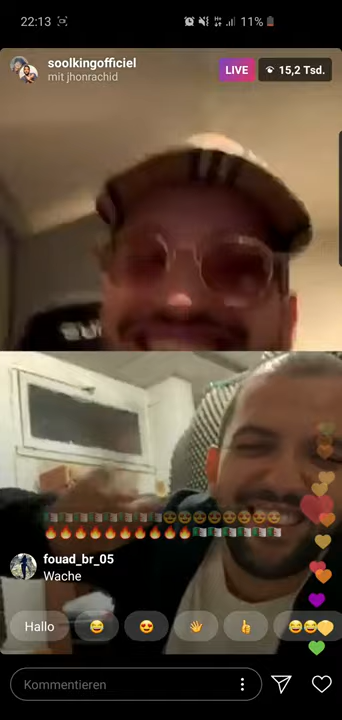 22:13
11%
soolkingofficiel
mit jhonrachid
LIVE
15,2 Tsd.
fouad_br_05
Wache
Hallo
Kommentieren